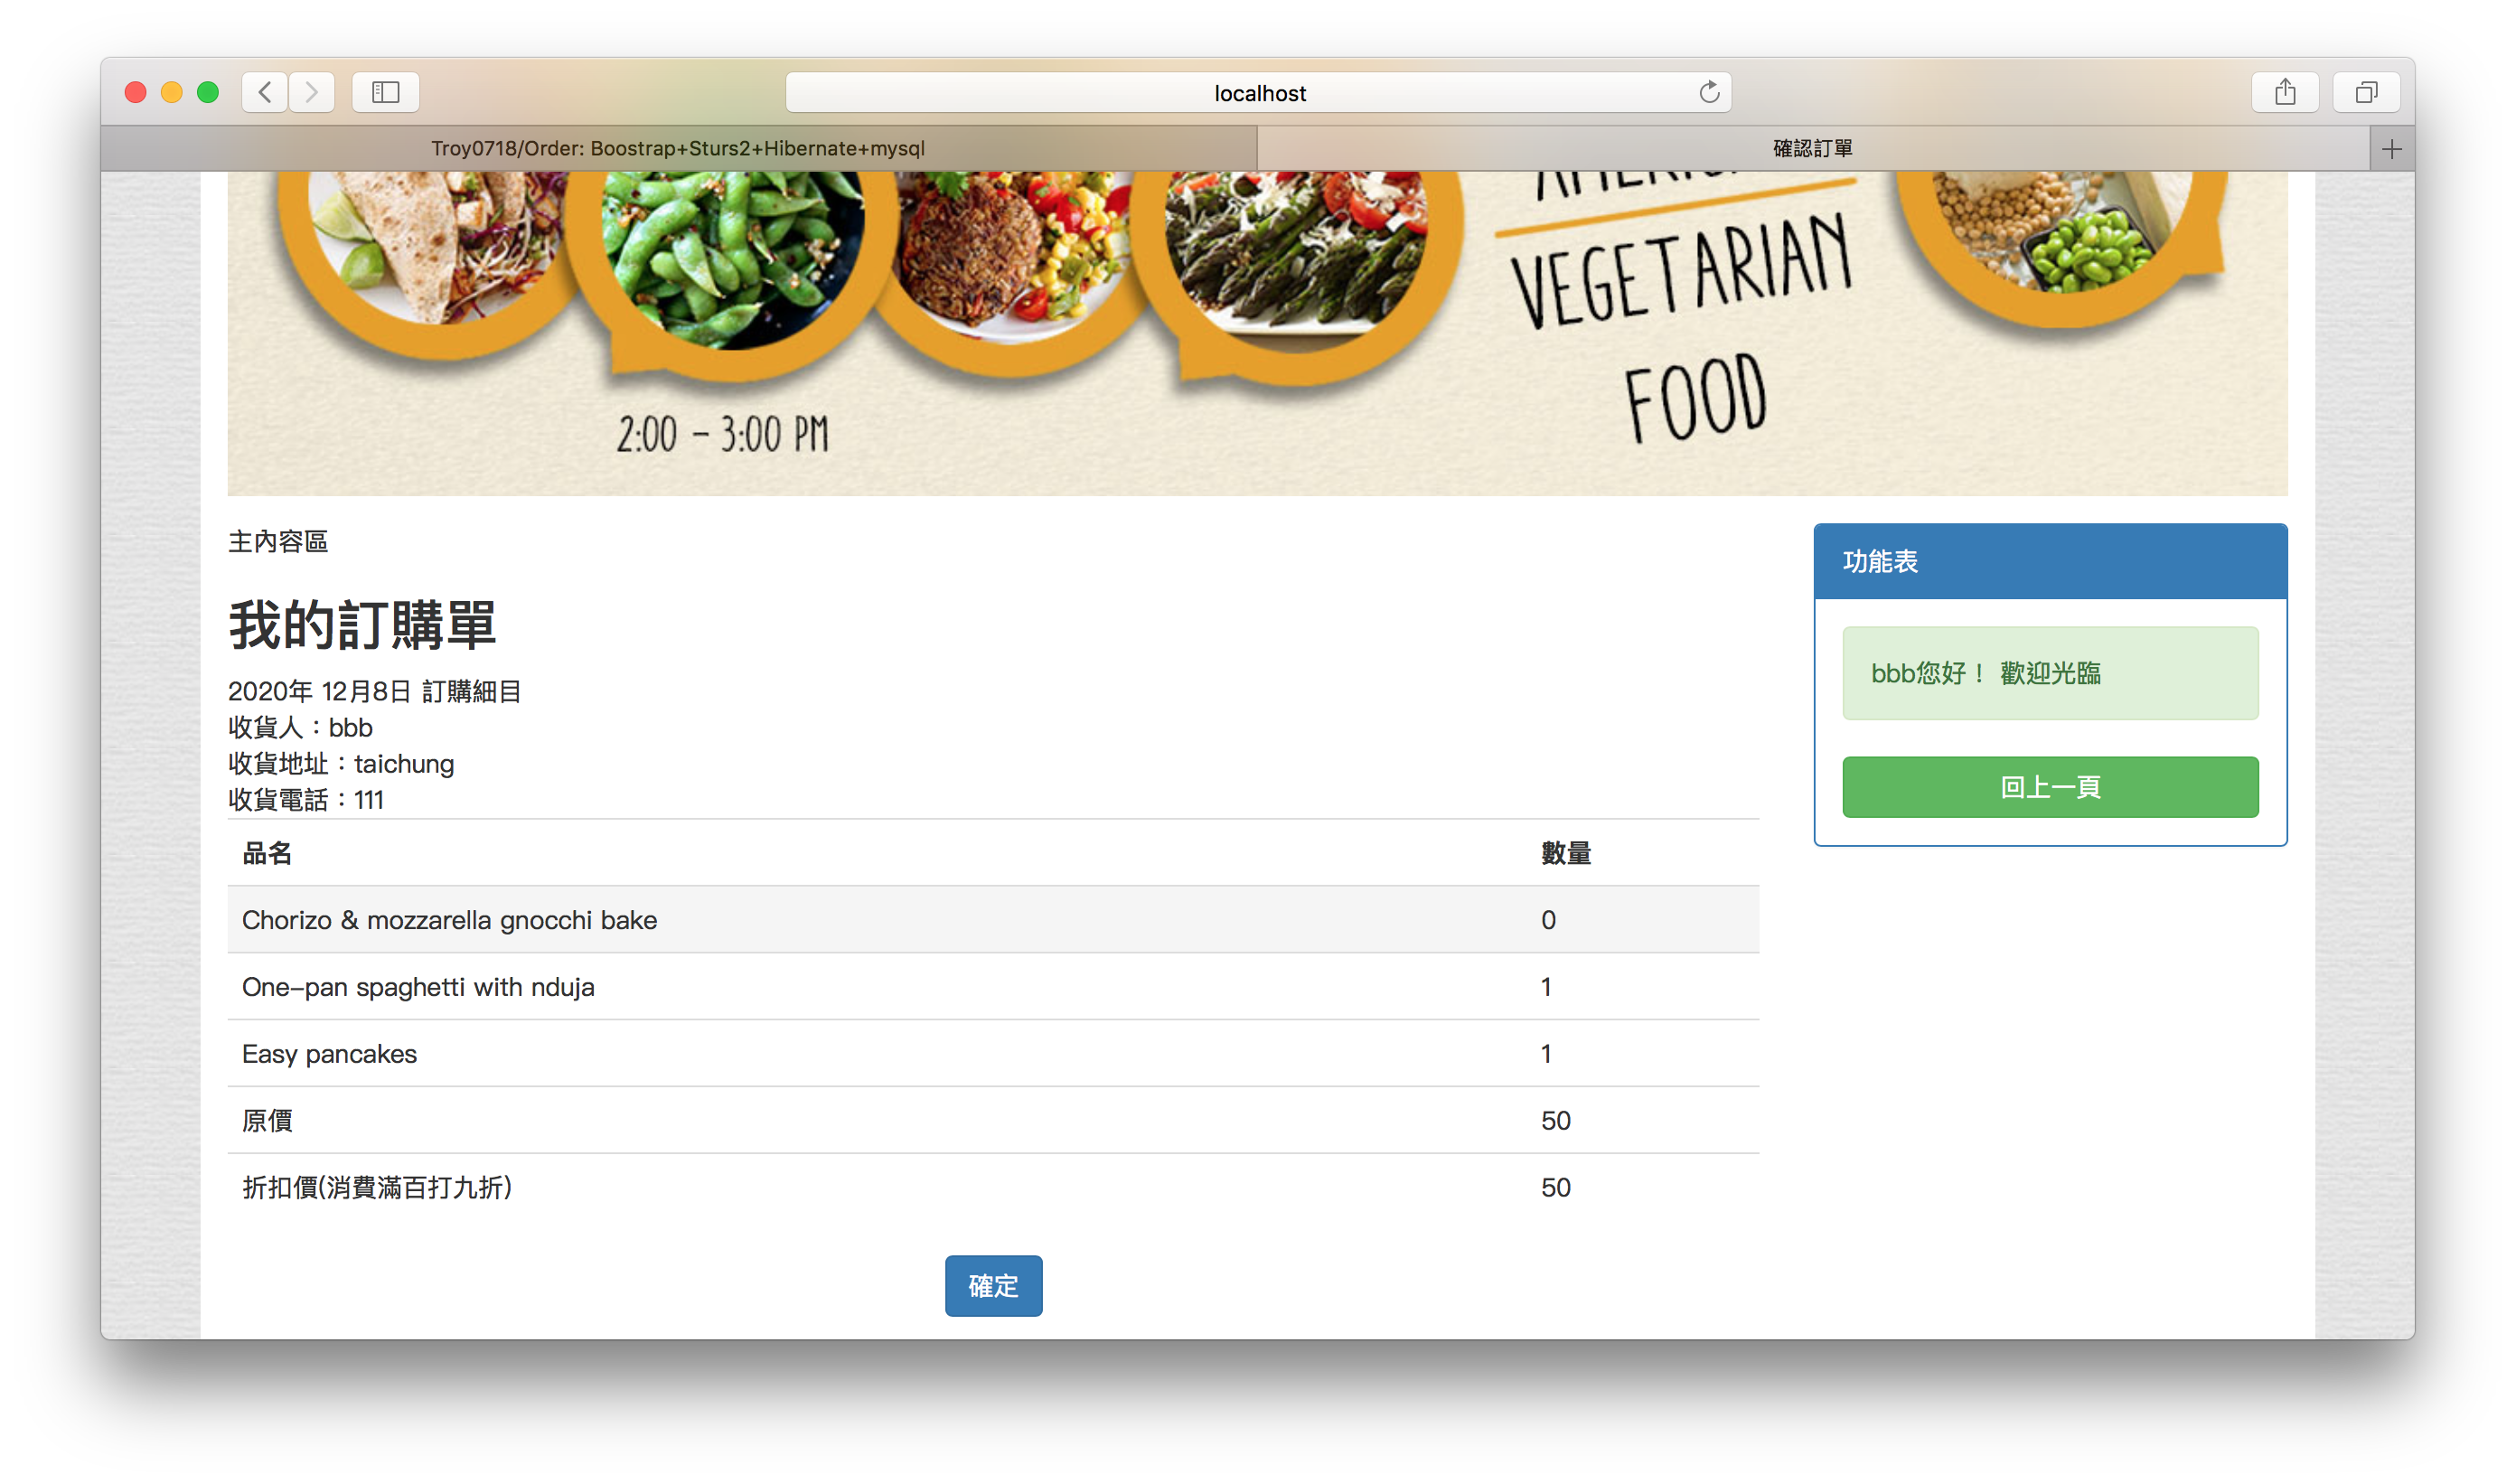 localhost
Troy0718/Order: Boostrap+Sturs2+Hibernate+mysql
確認訂單
VEGETARIAN
FOOD
2:00 - 3:00 PM
主內容區
我的訂購單
2020年 12月8日 訂購細目
收貨人：bbb
收貨地址：taichung
收貨電話：111
品名 數量
Chorizo & mozzarella gnocchi bake 0
One-pan spaghetti with nduja 1
Easy pancakes 1
原價 50
折扣價(消費滿百打九折) 50
確定
功能表
bbb您好！ 歡迎光臨
回上一頁